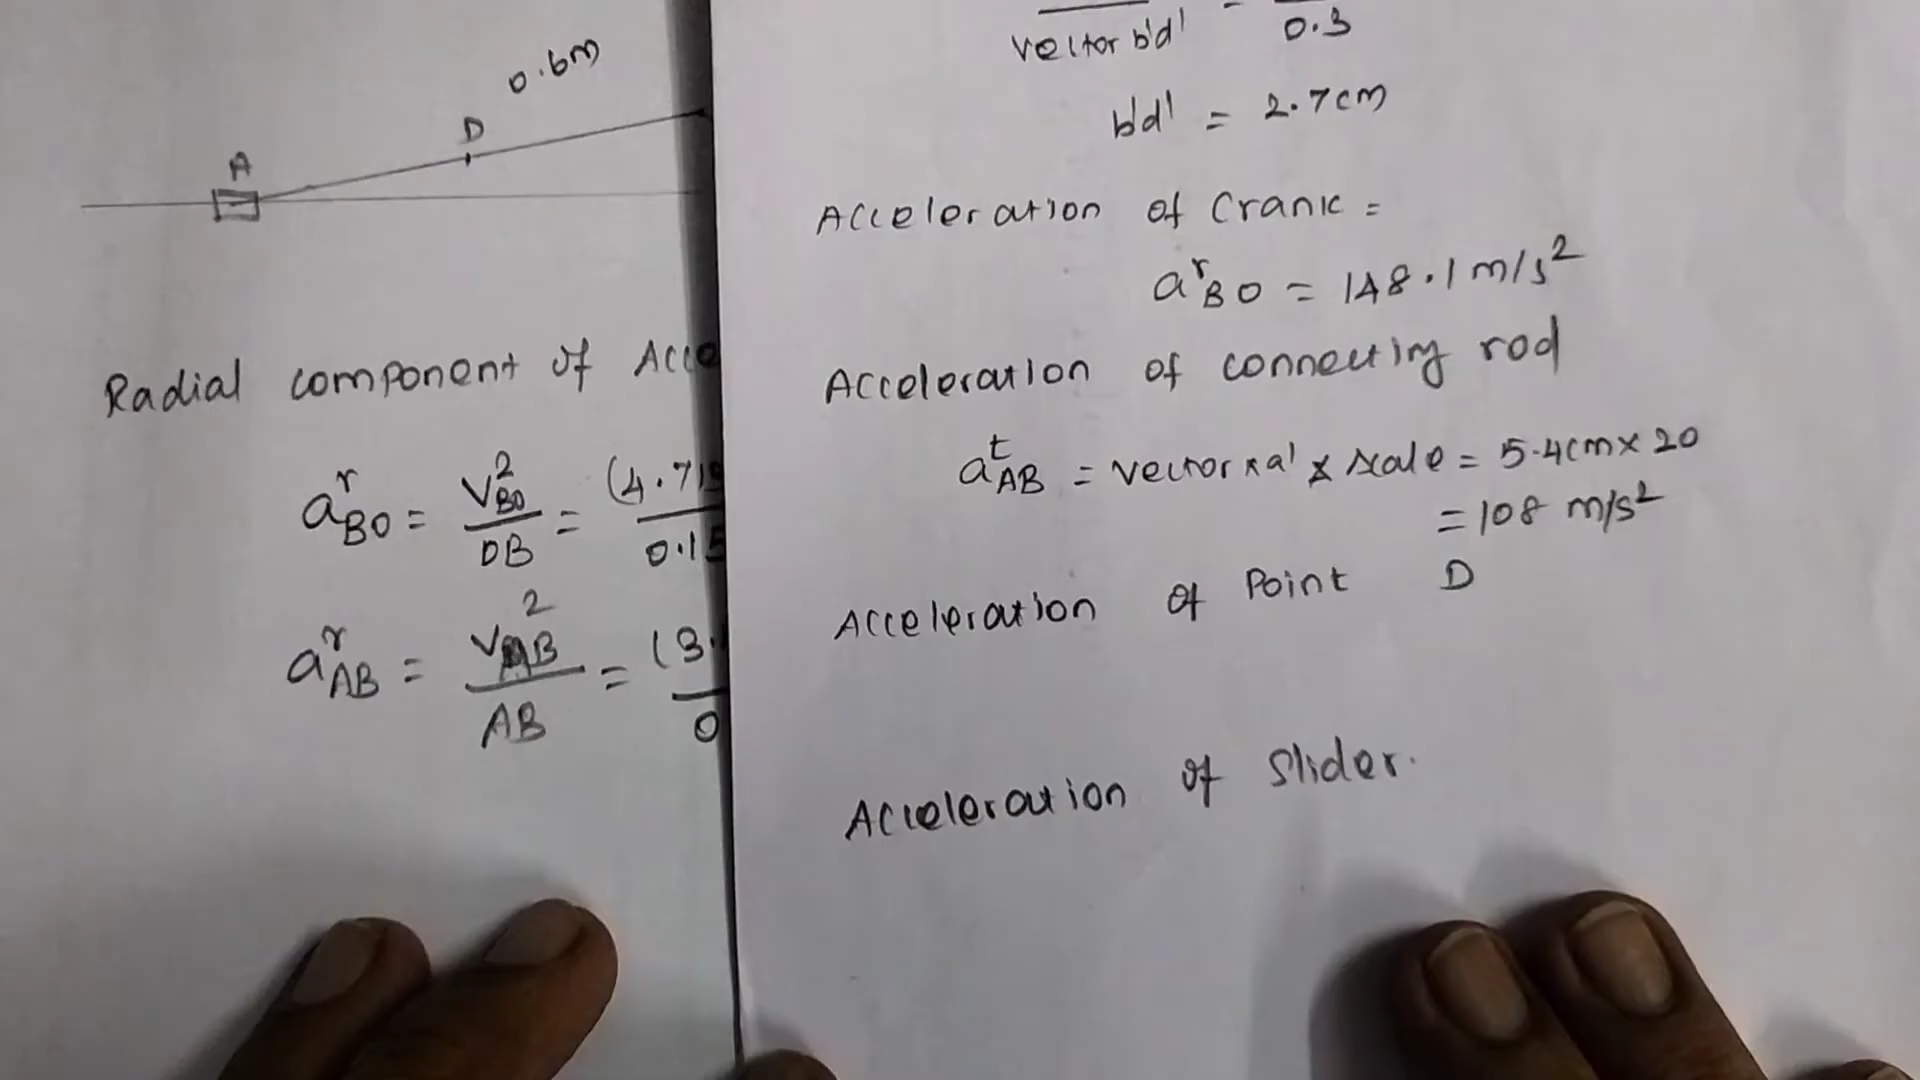 0.6m
D
A
Radial component of Acce
a^r_BO = V²_BO / OB = (4.71 / 0.15
a^r_AB = V²_AB / AB = (3. / 0
vector b'd' = 0.3
b'd' = 2.7cm
Acceleration of crank =
a^r_BO = 148.1 m/s²
Acceleration of connecting rod
a^t_AB = vector xa' x scale = 5.4cm x 20
= 108 m/s²
Acceleration of Point D
Acceleration of slider.